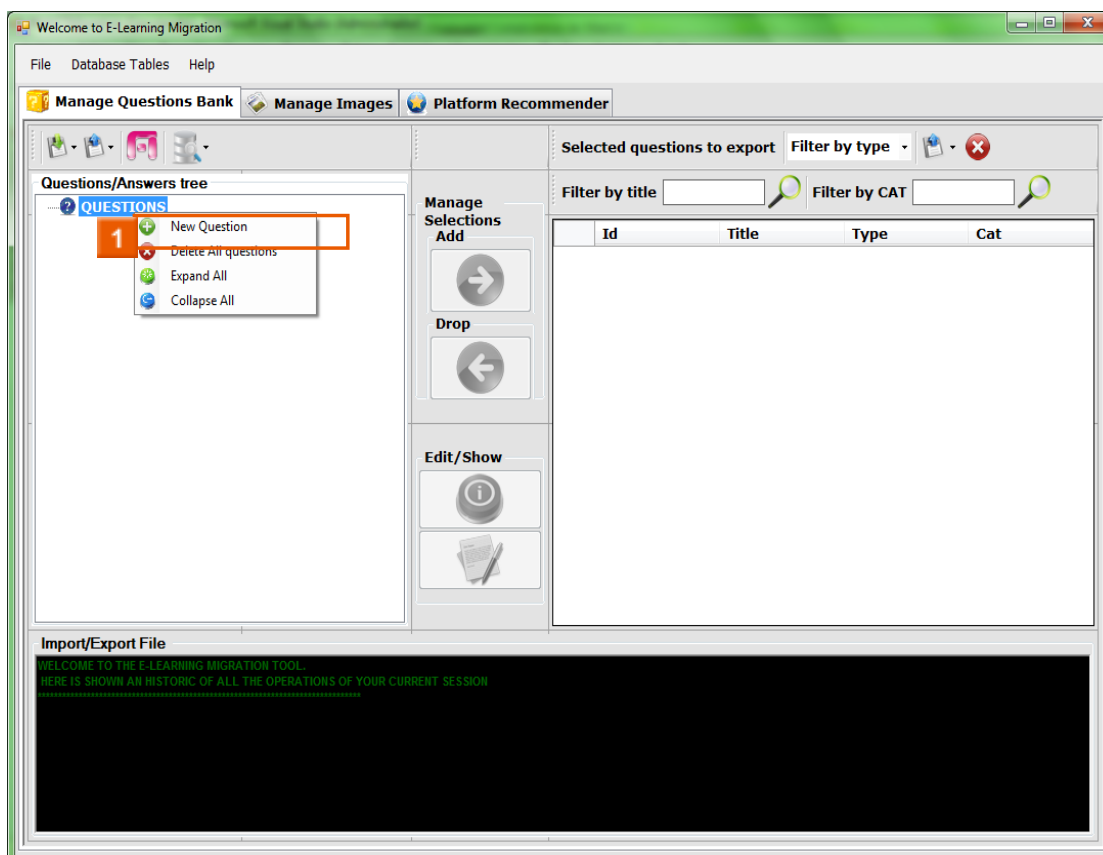 Welcome to E-Learning Migration
File Database Tables Help
Manage Questions Bank Manage Images Platform Recommender
Selected questions to export Filter by type
Questions/Answers tree
Filter by title Filter by CAT
QUESTIONS
Manage
Selections
1
New Question
Delete All questions
Expand All
Collapse All
Add
Drop
Id Title Type Cat
Edit/Show
Import/Export File
WELCOME TO THE E-LEARNING MIGRATION TOOL.
HERE IS SHOWN AN HISTORIC OF ALL THE OPERATIONS OF YOUR CURRENT SESSION